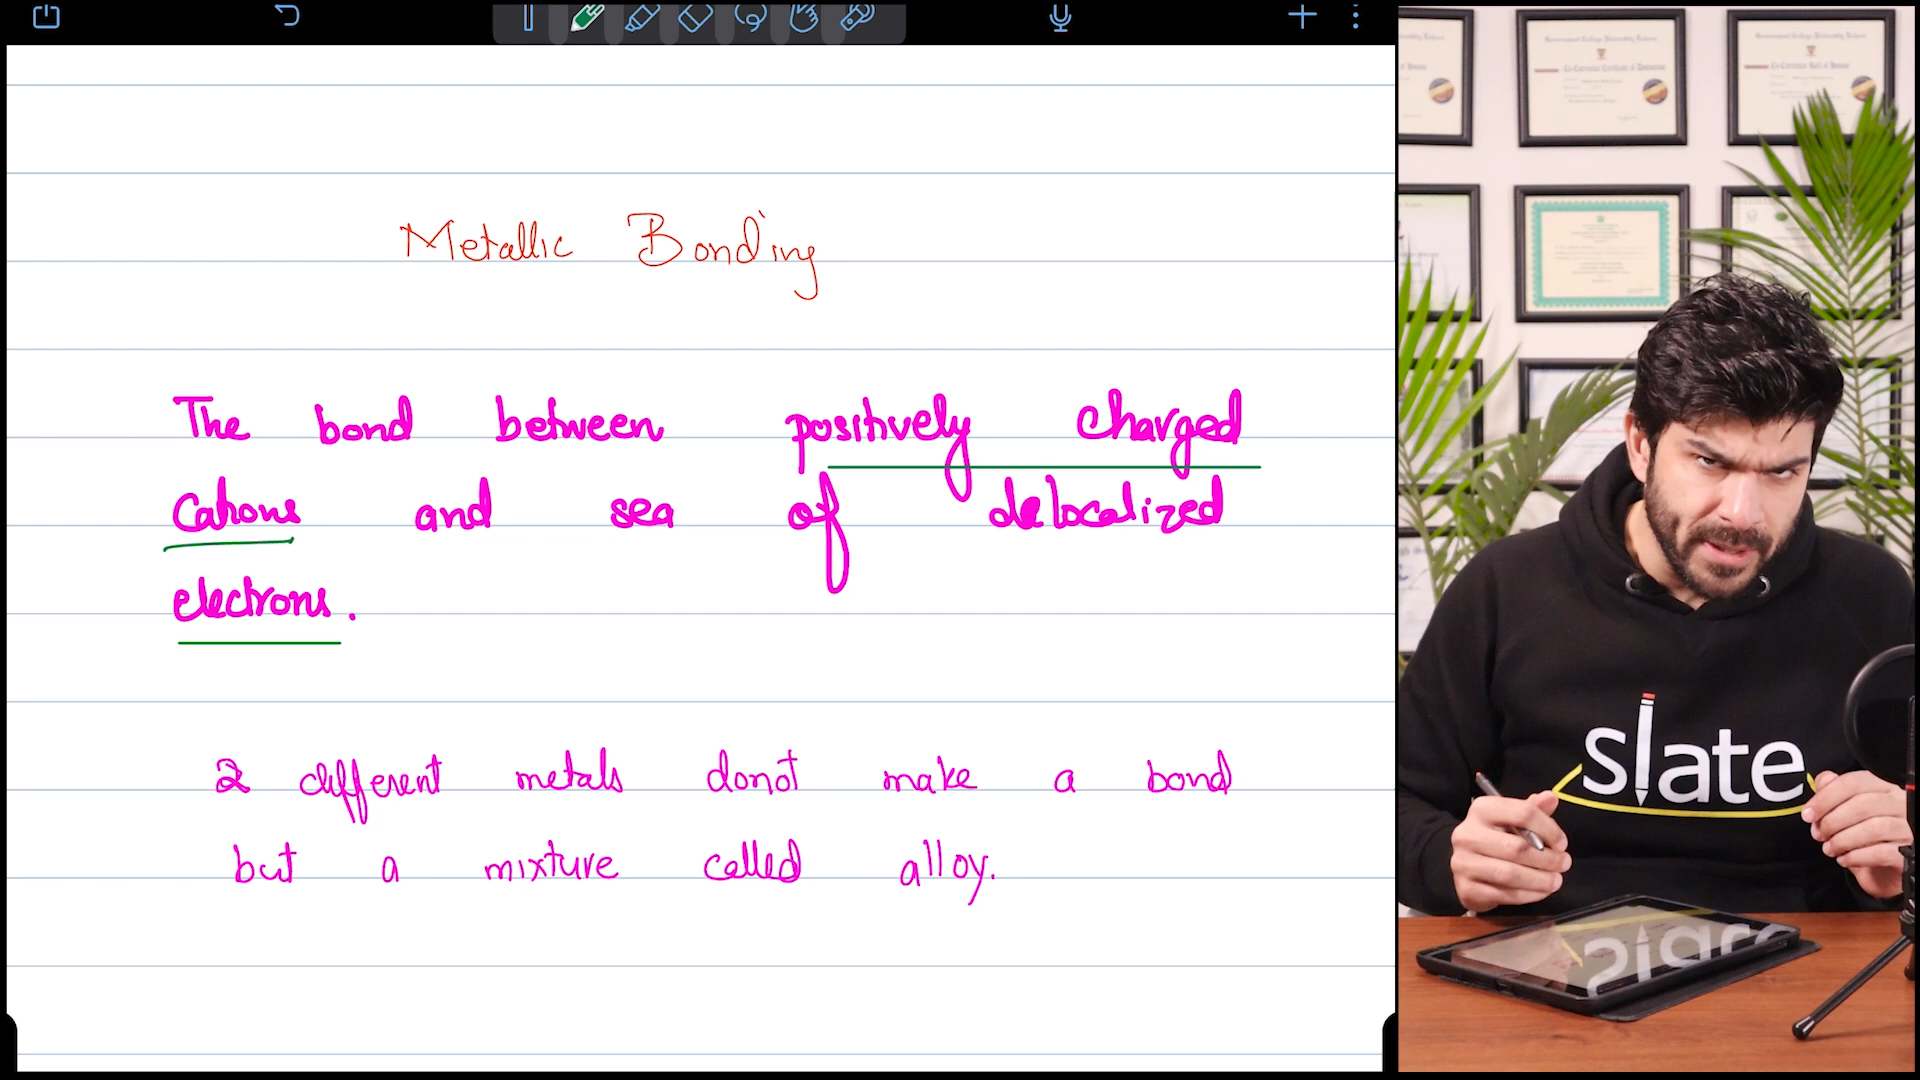 Metallic Bonding
The bond between positively charged
cations and sea of delocalized
electrons.
2 different metals donot make a bond
but a mixture called alloy.
slate